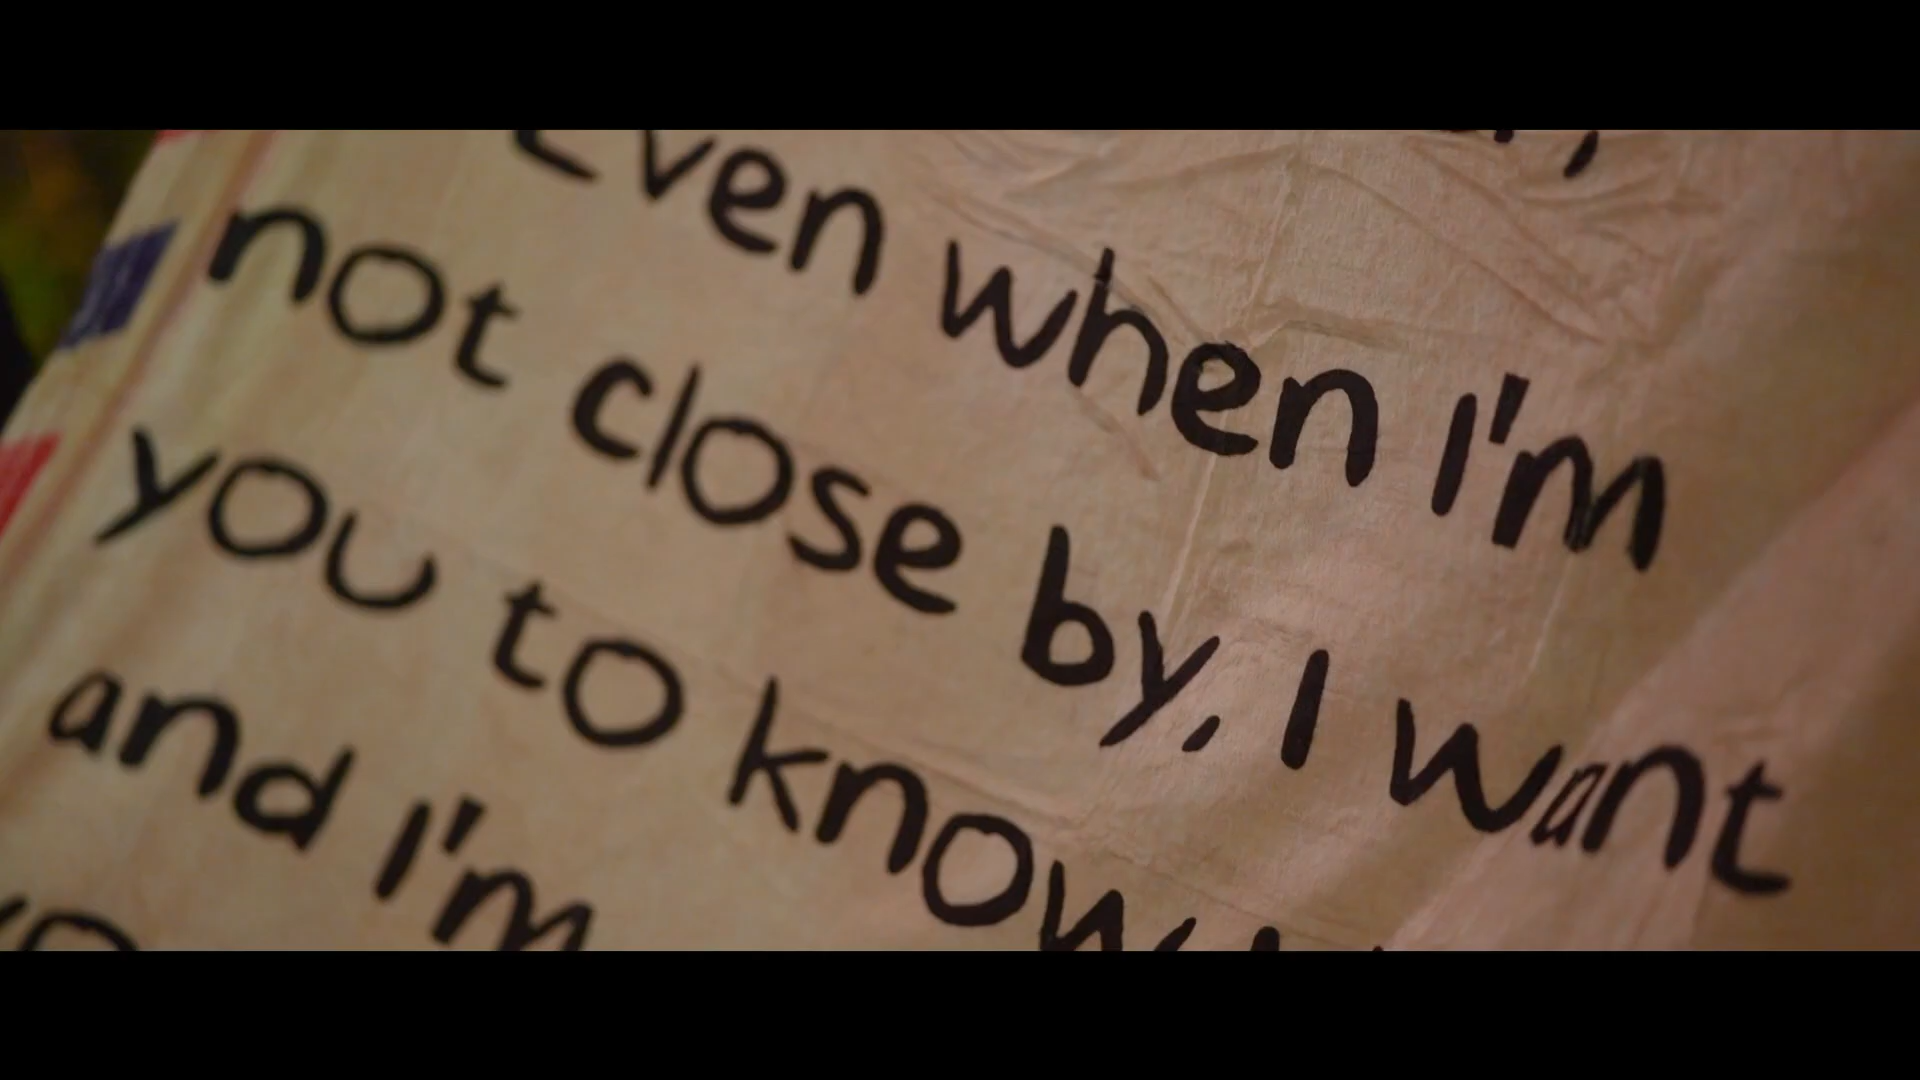 Even when I'm
not close by, I want
you to know
and I'm